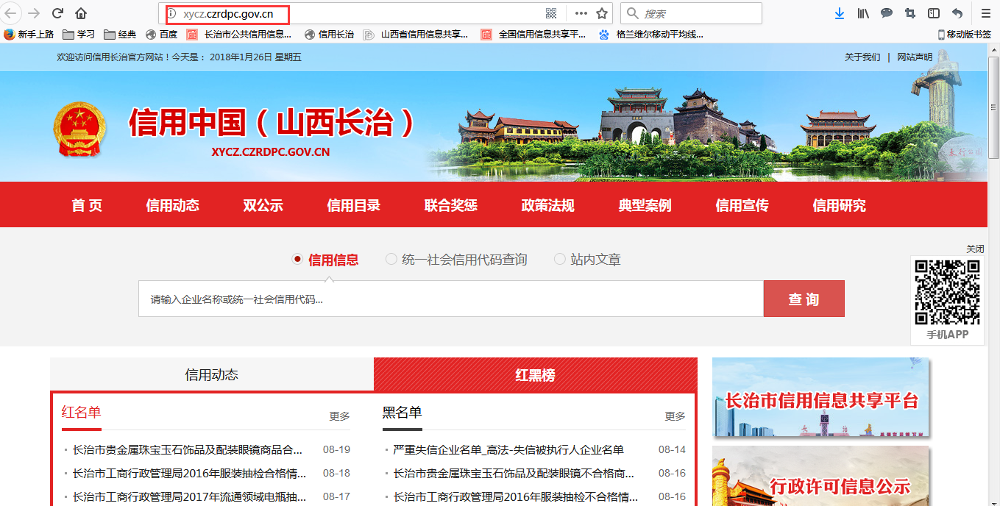 xycz.czrdpc.gov.cn
搜索
新手上路 学习 经典 百度 长治市公共信用信息... 信用长治 山西省信用信息共享... 全国信用信息共享平... 格兰维尔移动平均线... 移动版书签
欢迎访问信用长治官方网站！今天是： 2018年1月26日 星期五
关于我们 | 网站声明
信用中国（山西长治）
XYCZ.CZRDPC.GOV.CN
太行公园
首 页 信用动态 双公示 信用目录 联合奖惩 政策法规 典型案例 信用宣传 信用研究
关闭
信用信息 统一社会信用代码查询 站内文章
请输入企业名称或统一社会信用代码...
查 询
手机APP
信用动态 红黑榜
红名单 更多
长治市贵金属珠宝玉石饰品及配装眼镜商品合... 08-19
长治市工商行政管理局2016年服装抽检合格情... 08-18
长治市工商行政管理局2017年流通领域电瓶抽... 08-17
黑名单 更多
严重失信企业名单_高法-失信被执行人企业名单 08-14
长治市贵金属珠宝玉石饰品及配装眼镜不合格商... 08-16
长治市工商行政管理局2016年服装抽检不合格情... 08-16
长治市信用信息共享平台
长 治
行政许可信息公示